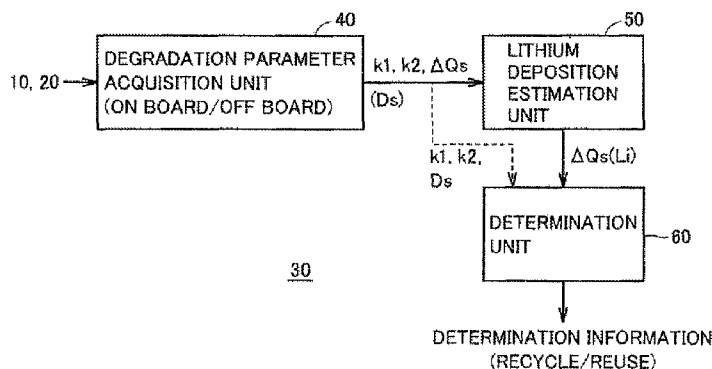 40
50
DEGRADATION PARAMETER
ACQUISITION UNIT
(ON BOARD/OFF BOARD)
10, 20
k1, k2, ΔQs
(Ds)
LITHIUM
DEPOSITION
ESTIMATION
UNIT
k1, k2,
Ds
ΔQs(Li)
DETERMINATION
UNIT
60
30
DETERMINATION INFORMATION
(RECYCLE/REUSE)